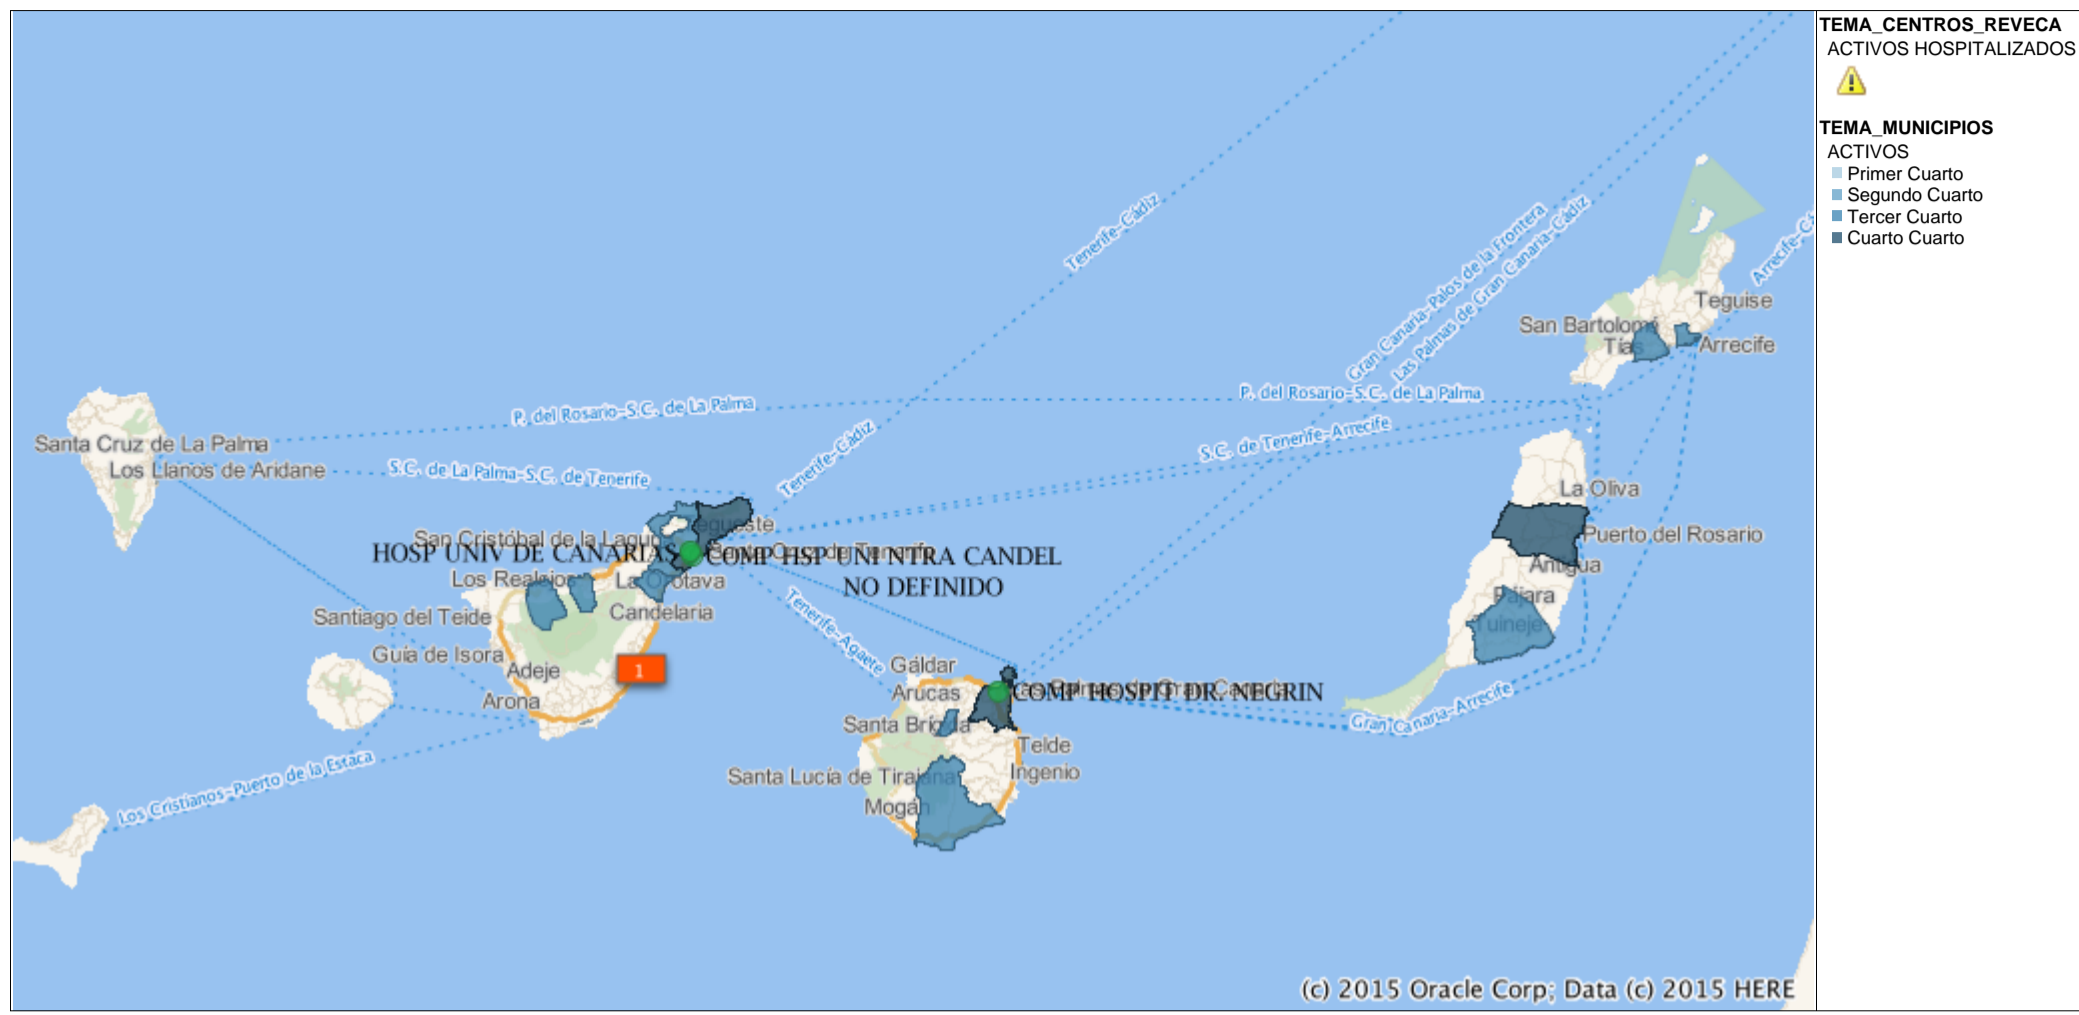 TEMA_CENTROS_REVECA
ACTIVOS HOSPITALIZADOS
TEMA_MUNICIPIOS
ACTIVOS
Primer Cuarto
Segundo Cuarto
Tercer Cuarto
Cuarto Cuarto
Tenerife-Cádiz
Gran Canaria-Palos de la Frontera
Las Palmas de Gran Canaria-Cádiz
Teguise
San Bartolomé
Tías
Arrecife
P. del Rosario-S.C. de La Palma
P. del Rosario-S.C. de La Palma
S.C. de Tenerife-Arrecife
Tenerife-Cádiz
Santa Cruz de La Palma
Los Llanos de Aridane
S.C. de La Palma-S.C. de Tenerife
La Oliva
Puerto del Rosario
Antigua
Pájara
Tuineje
San Cristóbal de la Lagun
HOSP UNIV DE CANARIAS
COMP HSP UNI NTRA CANDEL
NO DEFINIDO
Los Realejos
La Orotava
Candelaria
Santiago del Teide
Guía de Isora
Adeje
Arona
1
Tenerife-Agaete
Gáldar
Arucas
COMP HOSPIT DR. NEGRIN
Santa Brígida
Telde
Santa Lucía de Tirajana
Ingenio
Mogán
Gran Canaria-Arrecife
Los Cristianos-Puerto de la Estaca
(c) 2015 Oracle Corp; Data (c) 2015 HERE